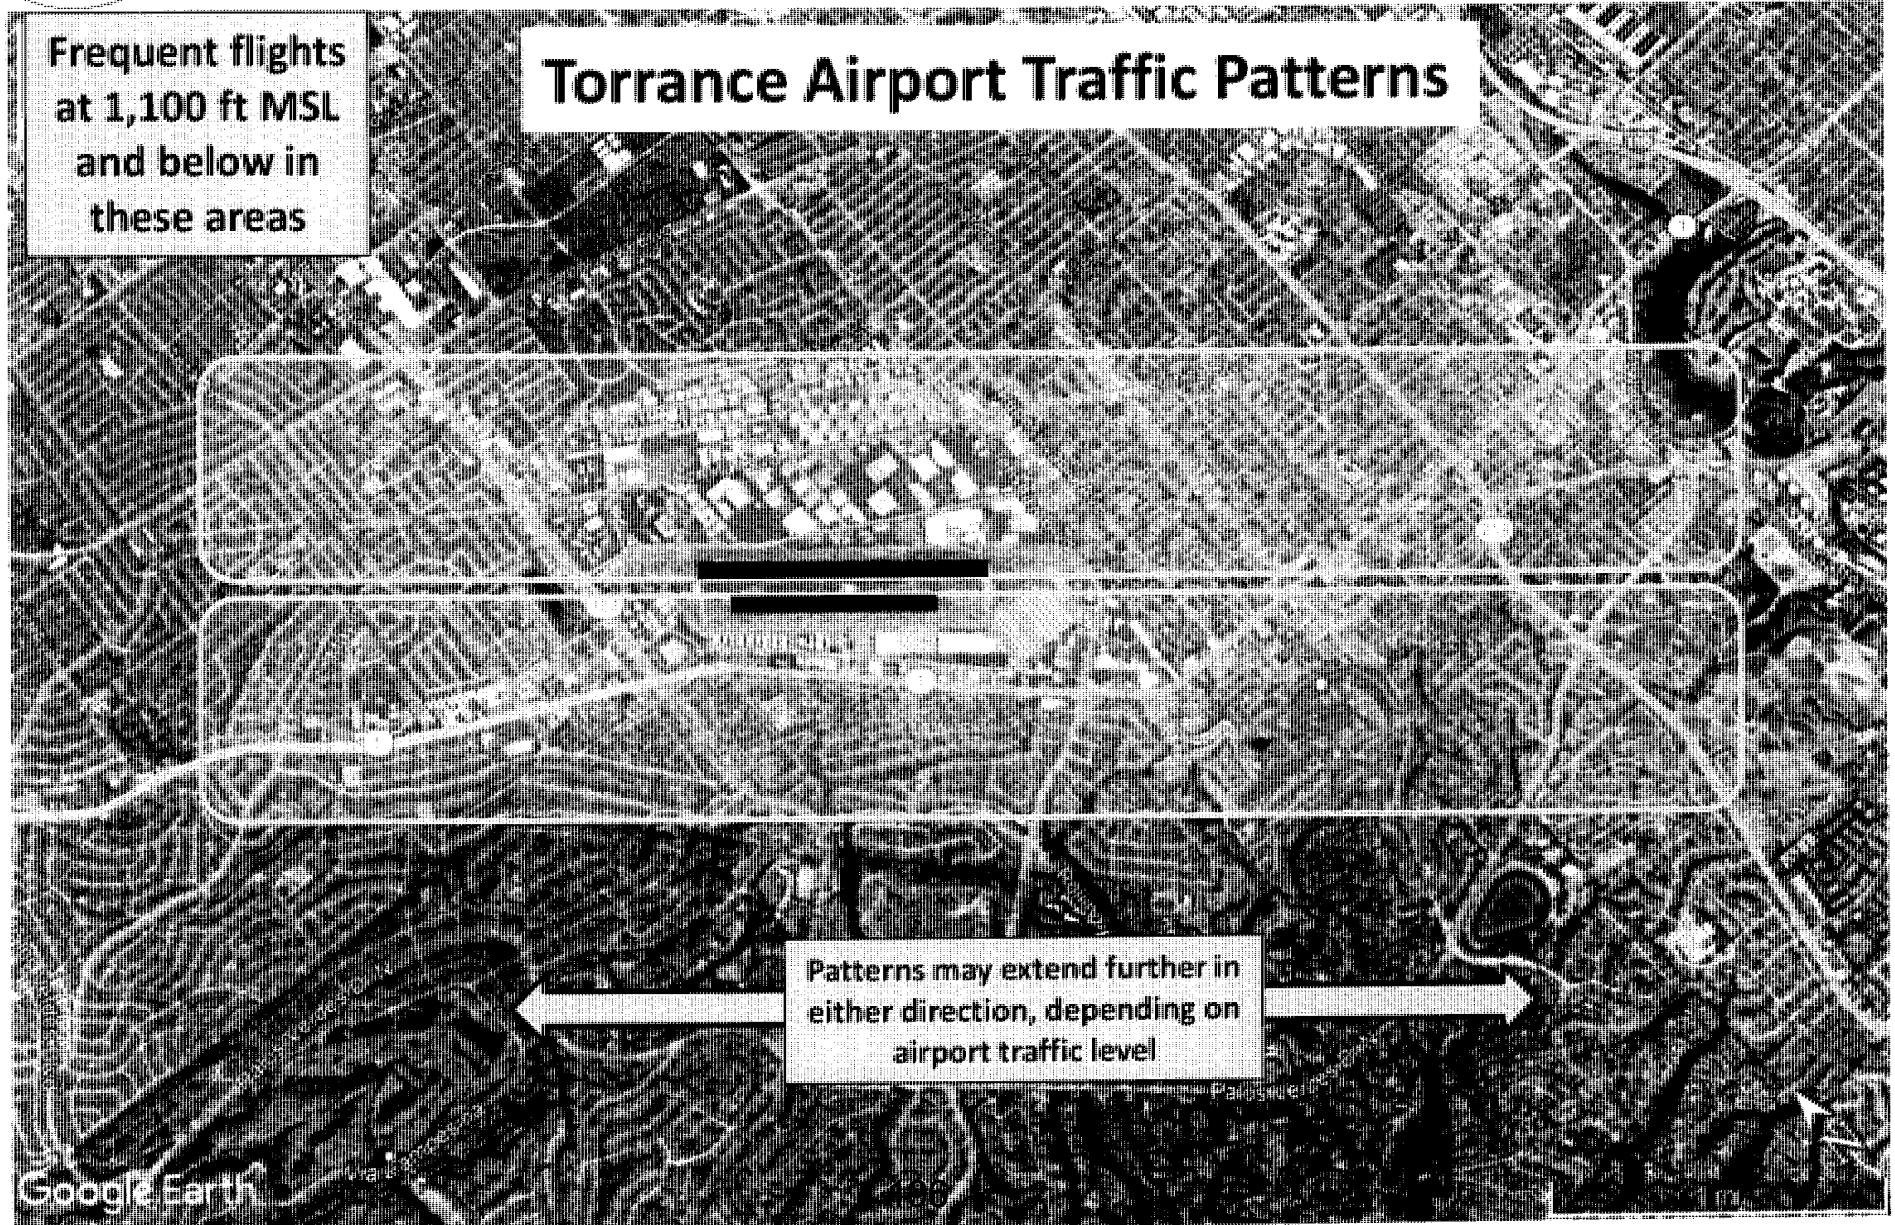 Frequent flights
at 1,100 ft MSL
and below in
these areas
Torrance Airport Traffic Patterns
Patterns may extend further in
either direction, depending on
airport traffic level
Google Earth